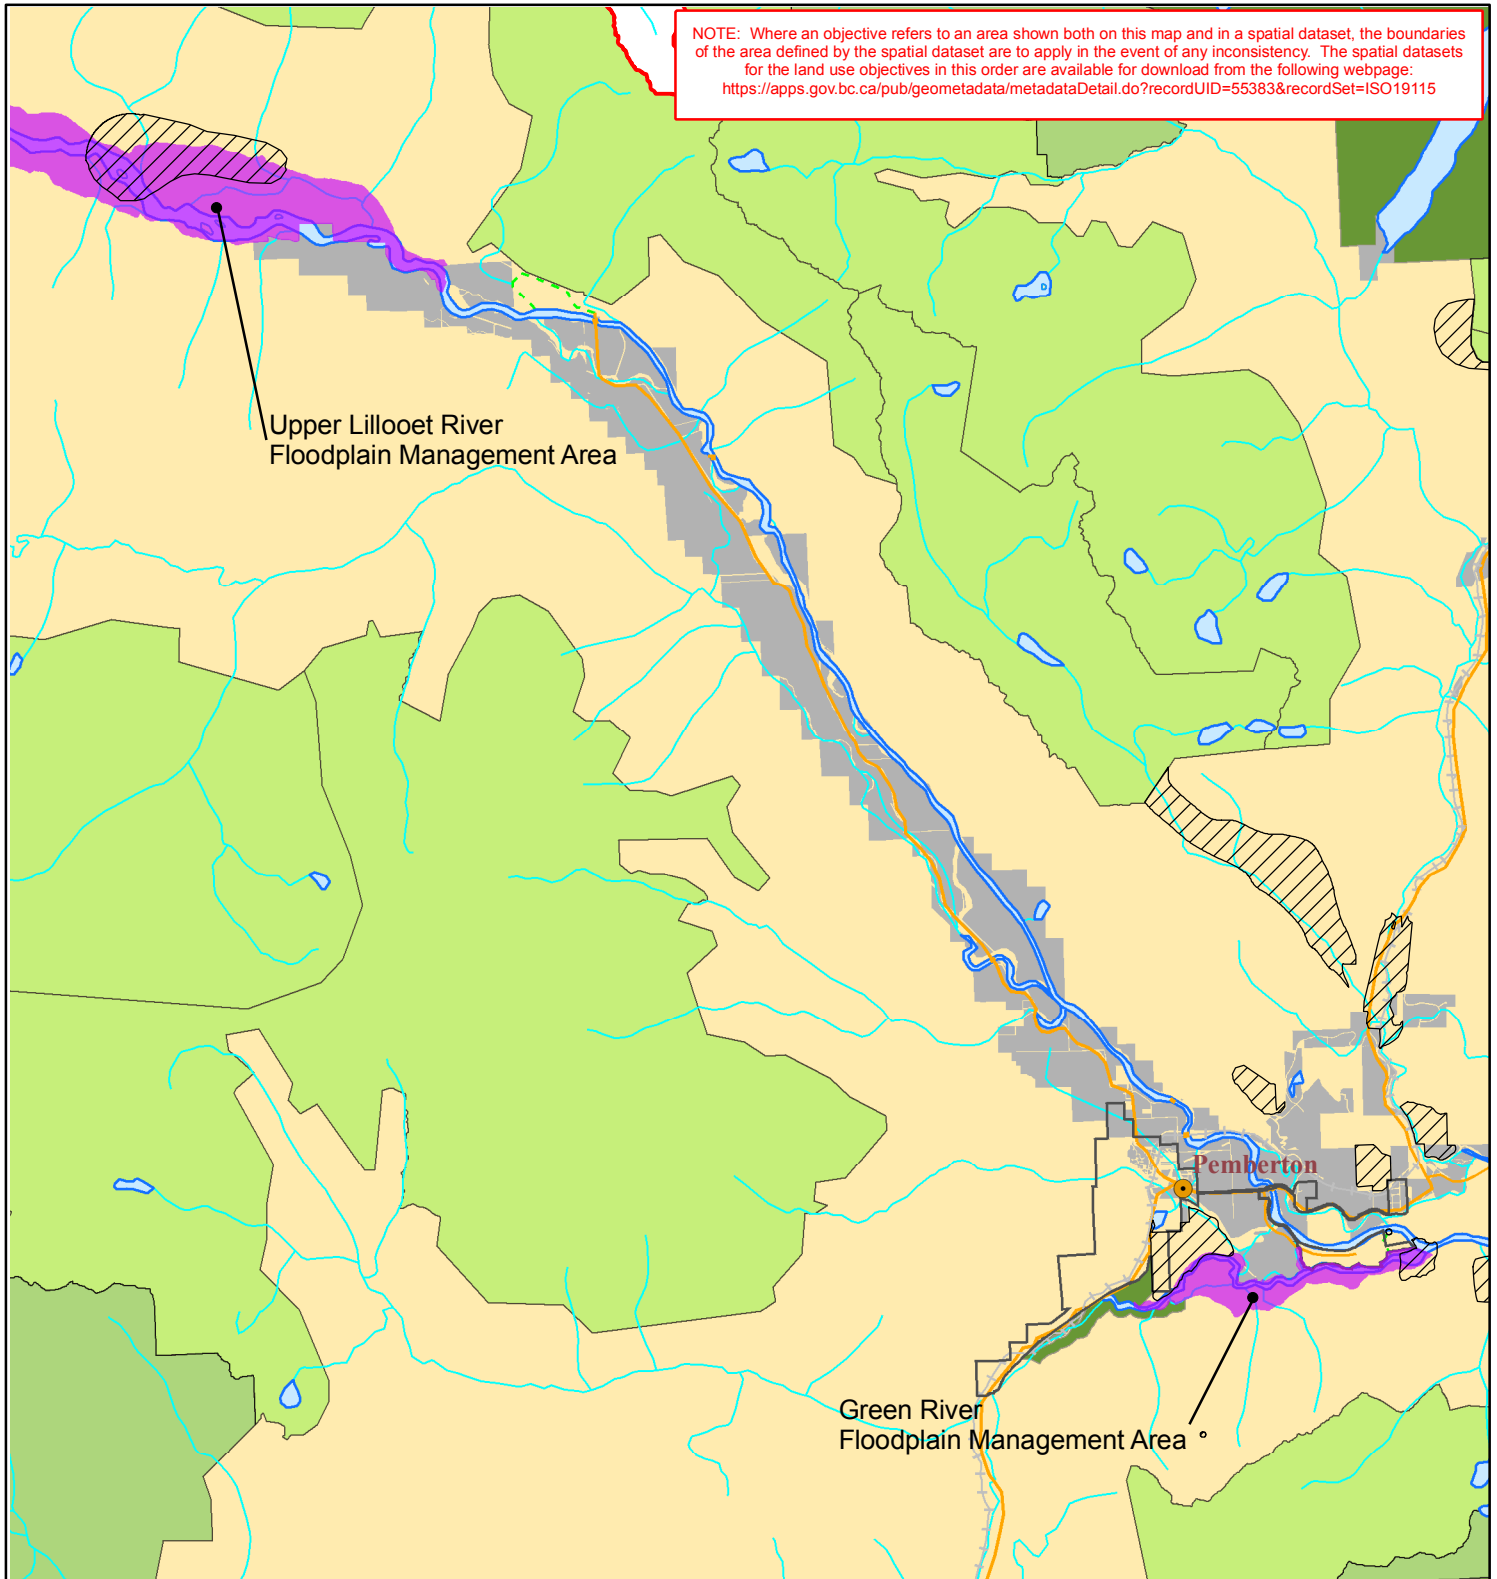 NOTE: Where an objective refers to an area shown both on this map and in a spatial dataset, the boundaries
of the area defined by the spatial dataset are to apply in the event of any inconsistency. The spatial datasets
for the land use objectives in this order are available for download from the following webpage:
https://apps.gov.bc.ca/pub/geometadata/metadataDetail.do?recordUID=55383&recordSet=ISO19115
Upper Lillooet River
Floodplain Management Area
Pemberton
Green River
Floodplain Management Area